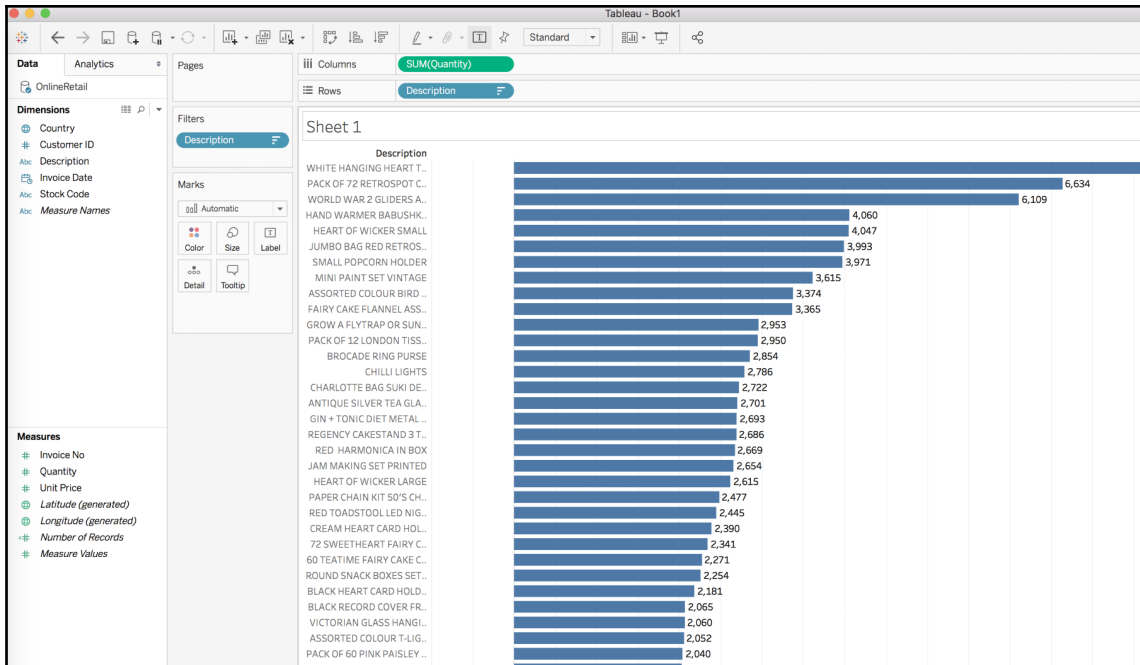 Tableau - Book1
Standard
Data
Analytics
OnlineRetail
Dimensions
Country
# Customer ID
Abc Description
Invoice Date
Abc Stock Code
Abc Measure Names
Measures
# Invoice No
# Quantity
# Unit Price
Latitude (generated)
Longitude (generated)
=# Number of Records
# Measure Values
Pages
Filters
Description
Marks
Automatic
Color
Size
Label
Detail
Tooltip
Columns
SUM(Quantity)
Rows
Description
Sheet 1
Description
WHITE HANGING HEART T..
PACK OF 72 RETROSPOT C.. 6,634
WORLD WAR 2 GLIDERS A.. 6,109
HAND WARMER BABUSHK.. 4,060
HEART OF WICKER SMALL 4,047
JUMBO BAG RED RETROS.. 3,993
SMALL POPCORN HOLDER 3,971
MINI PAINT SET VINTAGE 3,615
ASSORTED COLOUR BIRD .. 3,374
FAIRY CAKE FLANNEL ASS.. 3,365
GROW A FLYTRAP OR SUN.. 2,953
PACK OF 12 LONDON TISS.. 2,950
BROCADE RING PURSE 2,854
CHILLI LIGHTS 2,786
CHARLOTTE BAG SUKI DE.. 2,722
ANTIQUE SILVER TEA GLA.. 2,701
GIN + TONIC DIET METAL .. 2,693
REGENCY CAKESTAND 3 T.. 2,686
RED HARMONICA IN BOX 2,669
JAM MAKING SET PRINTED 2,654
HEART OF WICKER LARGE 2,615
PAPER CHAIN KIT 50'S CH.. 2,477
RED TOADSTOOL LED NIG.. 2,445
CREAM HEART CARD HOL.. 2,390
72 SWEETHEART FAIRY C.. 2,341
60 TEATIME FAIRY CAKE C.. 2,271
ROUND SNACK BOXES SET.. 2,254
BLACK HEART CARD HOLD.. 2,181
BLACK RECORD COVER FR.. 2,065
VICTORIAN GLASS HANGI.. 2,060
ASSORTED COLOUR T-LIG.. 2,052
PACK OF 60 PINK PAISLEY .. 2,040